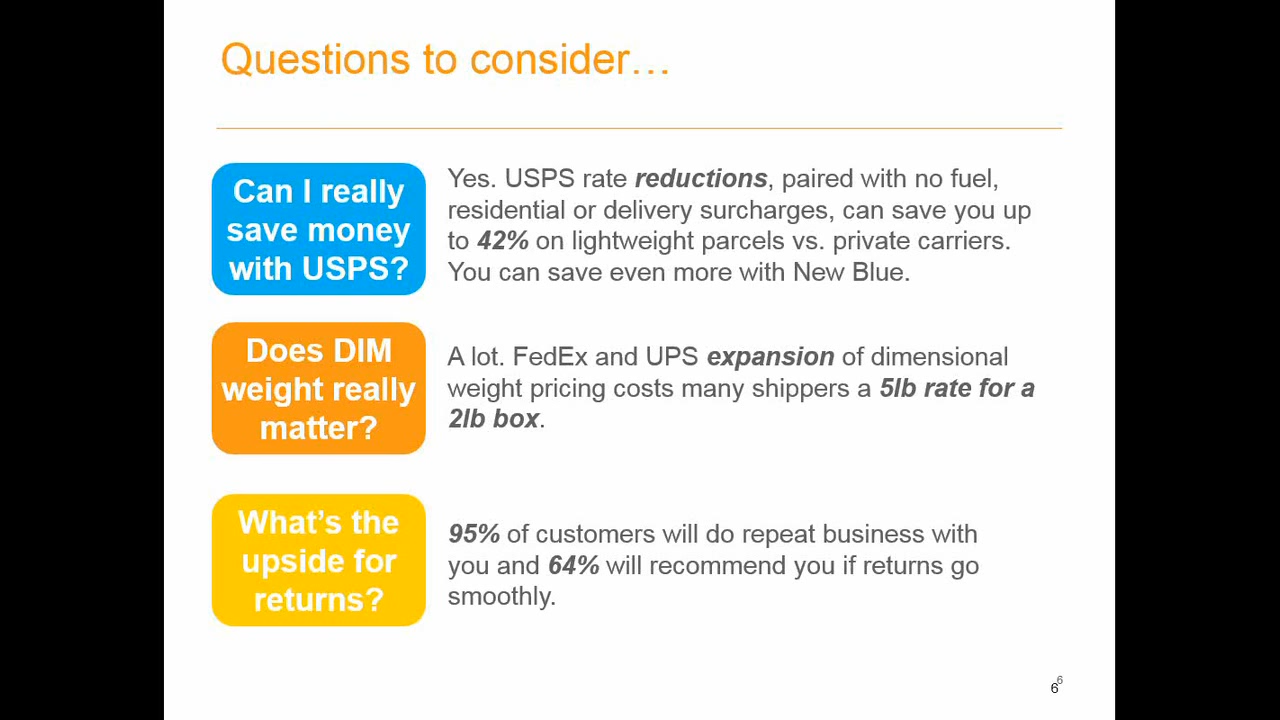 Questions to consider…
Can I really
save money
with USPS?
Yes. USPS rate reductions, paired with no fuel,
residential or delivery surcharges, can save you up
to 42% on lightweight parcels vs. private carriers.
You can save even more with New Blue.
Does DIM
weight really
matter?
A lot. FedEx and UPS expansion of dimensional
weight pricing costs many shippers a 5lb rate for a
2lb box.
What’s the
upside for
returns?
95% of customers will do repeat business with
you and 64% will recommend you if returns go
smoothly.
6
6